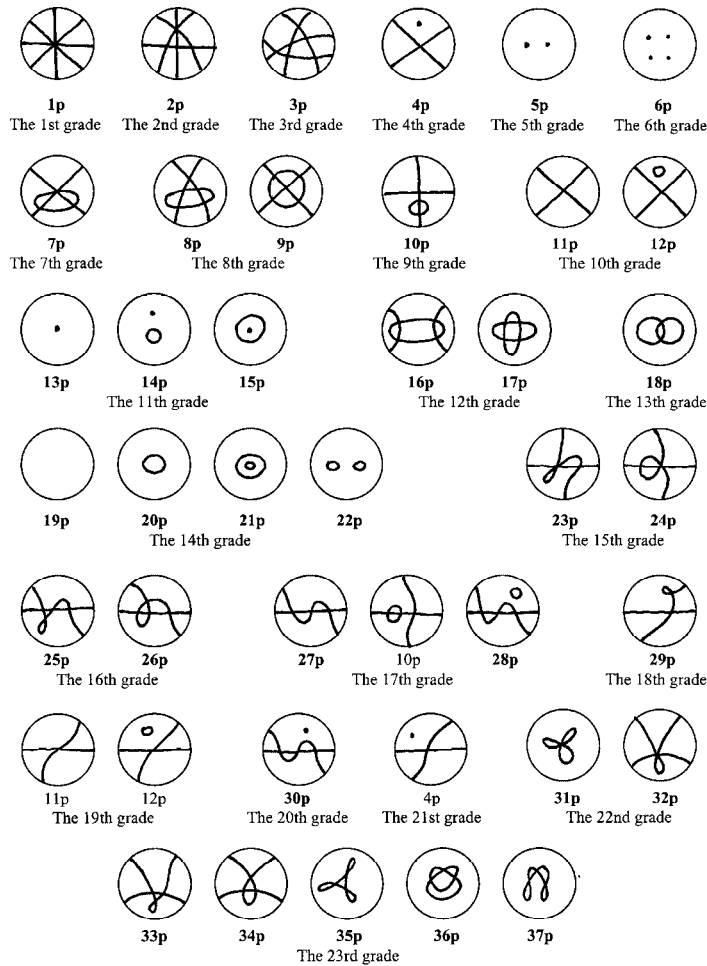 1p 2p 3p 4p 5p 6p
The 1st grade The 2nd grade The 3rd grade The 4th grade The 5th grade The 6th grade
7p 8p 9p 10p 11p 12p
The 7th grade The 8th grade The 9th grade The 10th grade
13p 14p 15p 16p 17p 18p
The 11th grade The 12th grade The 13th grade
19p 20p 21p 22p 23p 24p
The 14th grade The 15th grade
25p 26p 27p 10p 28p 29p
The 16th grade The 17th grade The 18th grade
11p 12p 30p 4p 31p 32p
The 19th grade The 20th grade The 21st grade The 22nd grade
33p 34p 35p 36p 37p
The 23rd grade